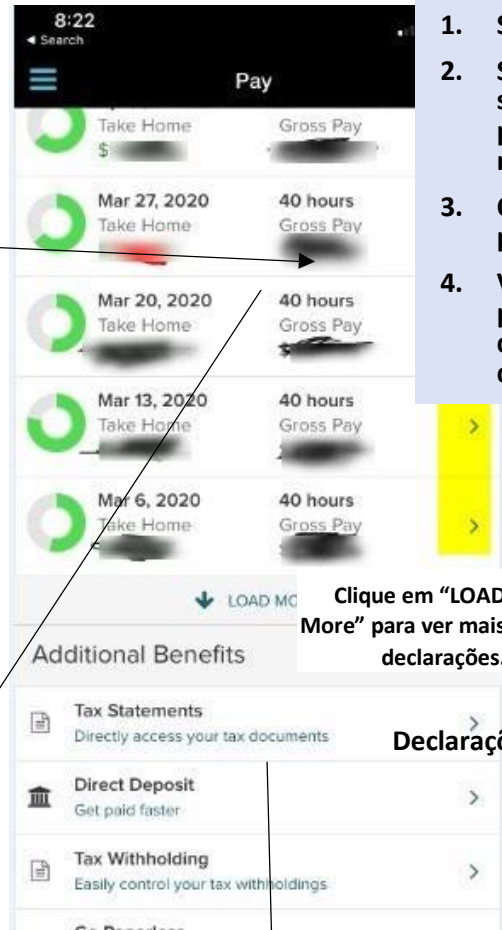 8:22
◄ Search
Pay
Take Home Gross Pay
$
Mar 27, 2020 40 hours
Take Home Gross Pay
Mar 20, 2020 40 hours
Take Home Gross Pay
Mar 13, 2020 40 hours
Take Home Gross Pay
Mar 6, 2020 40 hours
Take Home Gross Pay
LOAD MO
Clique em “LOAD
More” para ver mais
declarações.
Additional Benefits
Tax Statements
Directly access your tax documents
Declaraçõ
Direct Deposit
Get paid faster
Tax Withholding
Easily control your tax withholdings
1.
2.
3.
4.